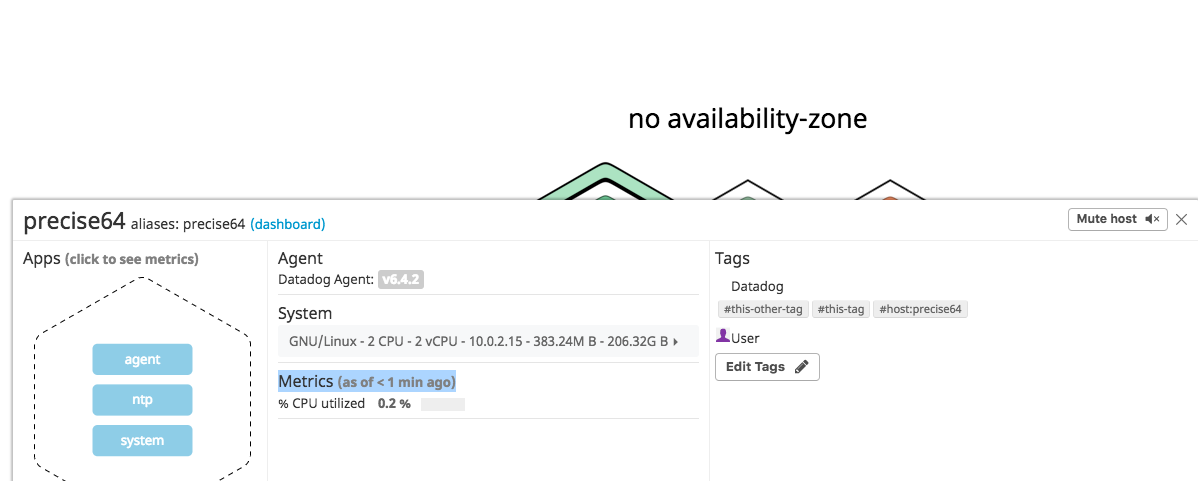 no availability-zone
precise64 aliases: precise64 (dashboard)
Mute host
Apps (click to see metrics)
agent
ntp
system
Agent
Datadog Agent: v6.4.2
System
GNU/Linux - 2 CPU - 2 vCPU - 10.0.2.15 - 383.24M B - 206.32G B
Metrics (as of < 1 min ago)
% CPU utilized 0.2 %
Tags
Datadog
#this-other-tag #this-tag #host:precise64
User
Edit Tags